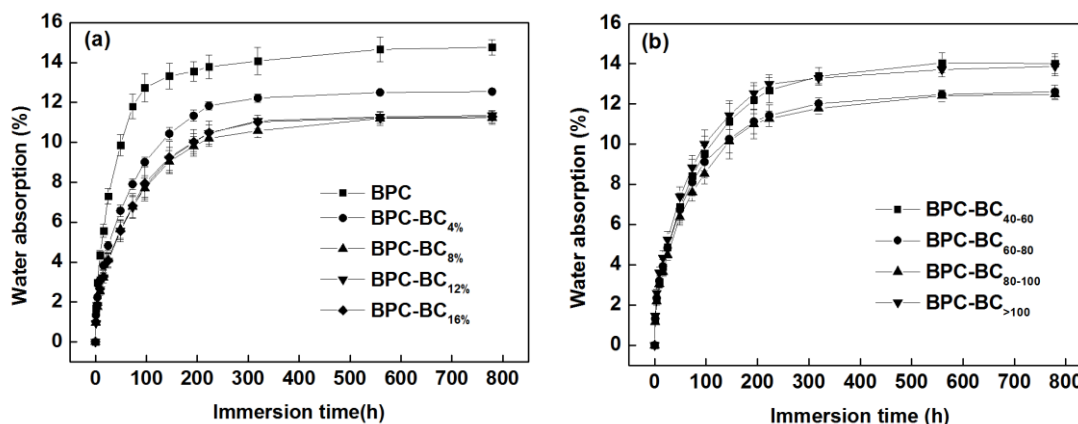 (a)
Water absorption (%)
16
14
12
10
8
6
4
2
0
BPC
BPC-BC4%
BPC-BC8%
BPC-BC12%
BPC-BC16%
0 100 200 300 400 500 600 700 800
Immersion time(h)
(b)
Water absorption (%)
16
14
12
10
8
6
4
2
0
BPC-BC40-60
BPC-BC60-80
BPC-BC80-100
BPC-BC>100
0 100 200 300 400 500 600 700 800
Immersion time (h)